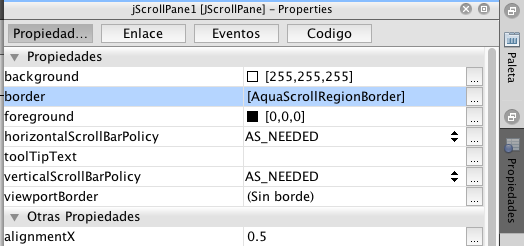 jScrollPane1 [JScrollPane] – Properties
Propiedad... Enlace Eventos Codigo
Propiedades
background [255,255,255] ...
border [AquaScrollRegionBorder] ...
foreground [0,0,0] ...
horizontalScrollBarPolicy AS_NEEDED ...
toolTipText ...
verticalScrollBarPolicy AS_NEEDED ...
viewportBorder (Sin borde) ...
Otras Propiedades
alignmentX 0.5 ...
Paleta
Propiedades